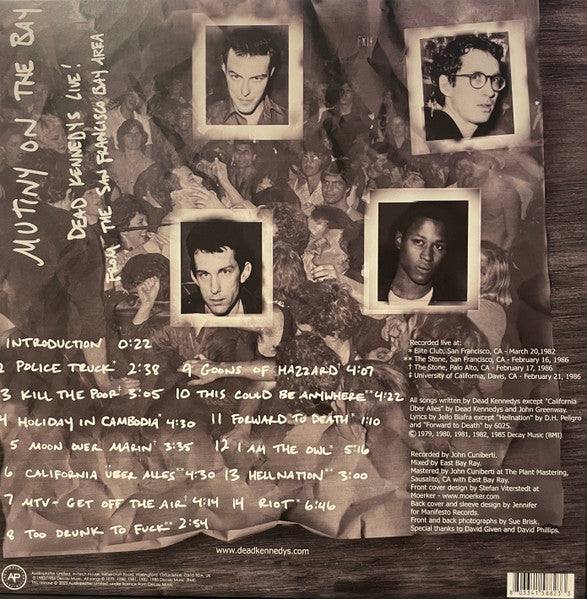 MUTINY ON THE BAY
DEAD KENNEDYS LIVE!
FROM THE SAN FRANCISCO BAY AREA
EXIT
INTRODUCTION 0:22
2 POLICE TRUCK* 2:38
3 KILL THE POOR* 3:05
4 HOLIDAY IN CAMBODIA 4:30
5 MOON OVER MARIN* 3:35
6 CALIFORNIA ÜBER ALLES** 4:30
7 MTV- GET OFF THE AIR‡ 4:14
8 TOO DRUNK TO FUCK** 2:54
9 GOONS OF HAZZARD* 4:07
10 THIS COULD BE ANYWHERE** 4:22
11 FORWARD TO DEATH† 1:10
12 I AM THE OWL* 5:16
13 HELLNATION** 3:00
14 RIOT* 6:46
Recorded live at:
* Elite Club, San Francisco, CA - March 20,1982
** The Stone, San Francisco, CA - February 16, 1986
† The Stone, Palo Alto, CA - February 17, 1986
‡ University of California, Davis, CA - February 21, 1986
All songs written by Dead Kennedys except "California
Über Alles" by Dead Kennedys and John Greenway.
Lyrics by Jello Biafra except "Hellnation" by D.H. Peligro
and "Forward to Death" by 6025.
© 1979, 1980, 1981, 1982, 1985 Decay Music (BMI)
Recorded by John Cuniberti.
Mixed by East Bay Ray.
Mastered by John Cuniberti at The Plant Mastering,
Sausalito, CA with East Bay Ray.
Front cover design by Stefan Viterstedt at
Moerker - www.moerker.com.
Back cover and sleeve design by Jennifer
for Manifesto Records.
Front and back photographs by Sue Brisk.
Special thanks to David Given and David Phillips.
www.deadkennedys.com
AP
8 03341 58823 3